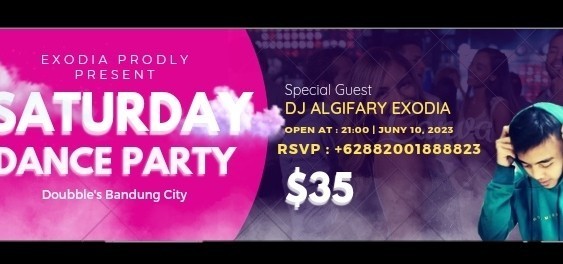 EXODIA PRODLY
PRESENT
SATURDAY
DANCE PARTY
Doubble's Bandung City
Special Guest
DJ ALGIFARY EXODIA
OPEN AT : 21:00 | JUNY 10, 2023
RSVP : +62882001888823
$35